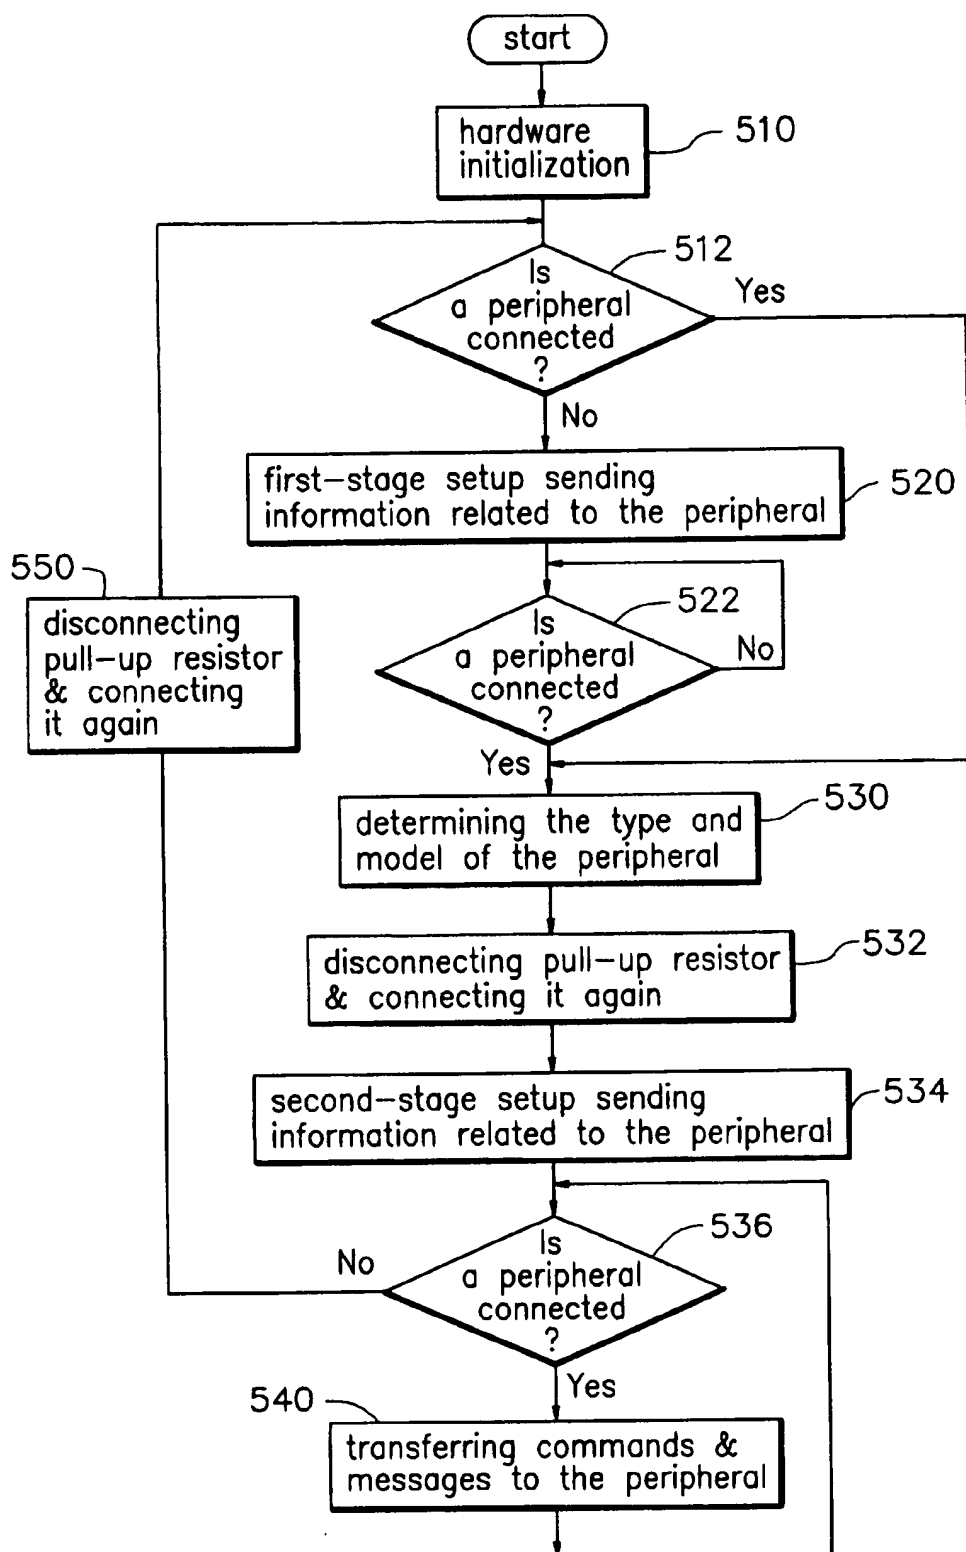 start
hardware
initialization
510
Is
a peripheral
connected
?
512
Yes
No
first-stage setup sending
information related to the peripheral
520
Is
a peripheral
connected
?
522
No
Yes
550
disconnecting
pull-up resistor
& connecting
it again
determining the type and
model of the peripheral
530
disconnecting pull-up resistor
& connecting it again
532
second-stage setup sending
information related to the peripheral
534
Is
a peripheral
connected
?
536
No
Yes
540
transferring commands &
messages to the peripheral